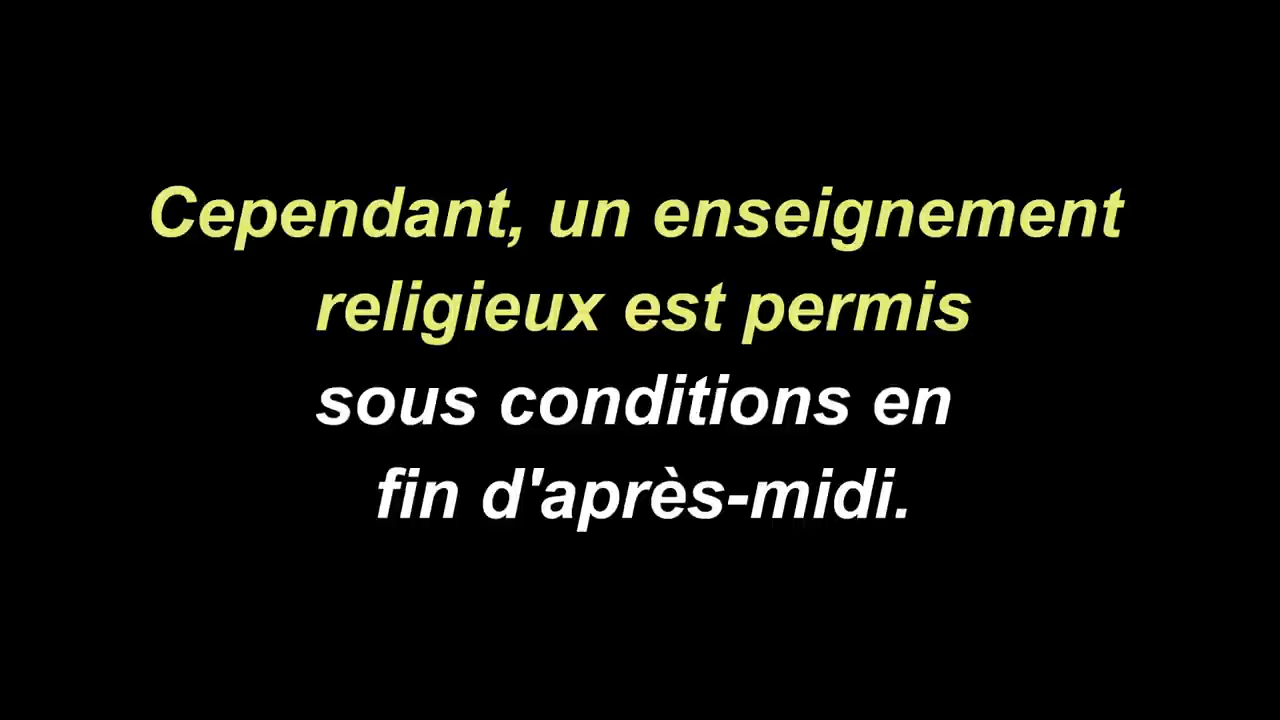 Cependant, un enseignement
religieux est permis
sous conditions en
fin d'après-midi.